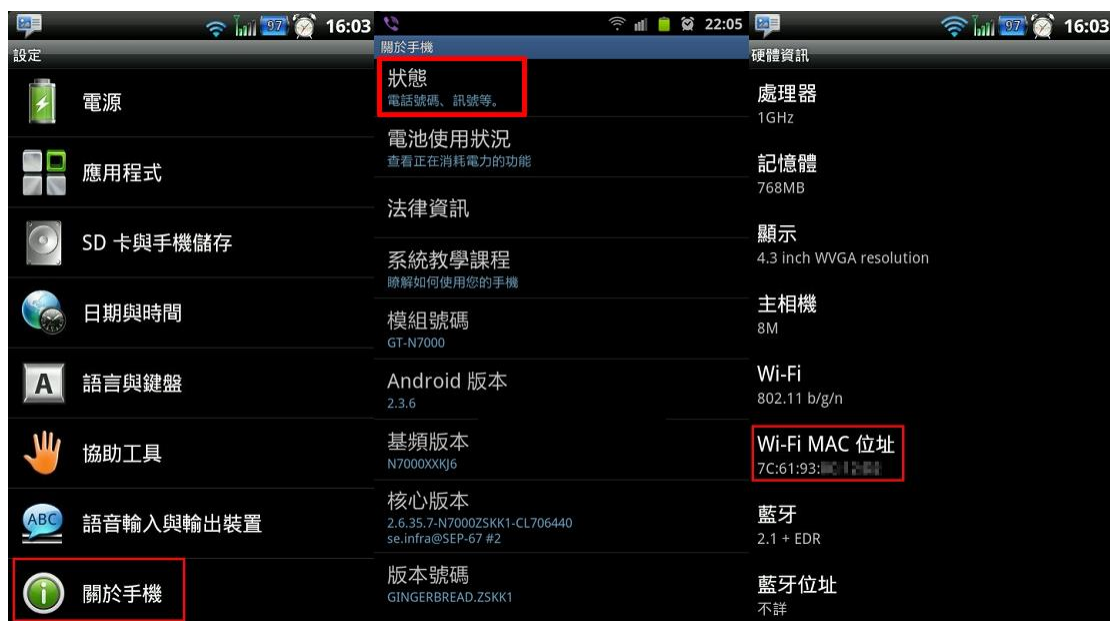 97 16:03
設定
電源
應用程式
SD 卡與手機儲存
日期與時間
A 語言與鍵盤
協助工具
ABC 語音輸入與輸出裝置
關於手機
22:05
關於手機
狀態
電話號碼、訊號等。
電池使用狀況
查看正在消耗電力的功能
法律資訊
系統教學課程
瞭解如何使用您的手機
模組號碼
GT-N7000
Android 版本
2.3.6
基頻版本
N7000XXKJ6
核心版本
2.6.35.7-N7000ZSKK1-CL706440
se.infra@SEP-67 #2
版本號碼
GINGERBREAD.ZSKK1
97 16:03
硬體資訊
處理器
1GHz
記憶體
768MB
顯示
4.3 inch WVGA resolution
主相機
8M
Wi-Fi
802.11 b/g/n
Wi-Fi MAC 位址
7C:61:93:
藍牙
2.1 + EDR
藍牙位址
不詳